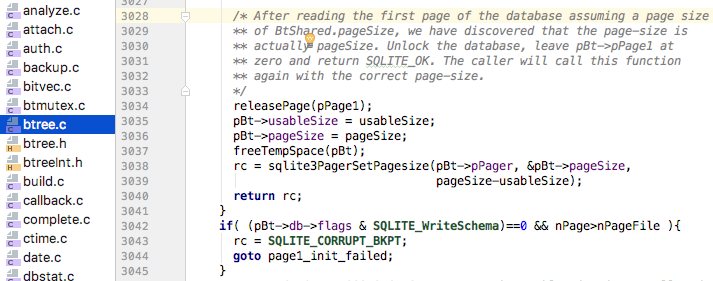 analyze.c
attach.c
auth.c
backup.c
bitvec.c
btmutex.c
btree.c
btree.h
btreeInt.h
build.c
callback.c
complete.c
ctime.c
date.c
dbstat.c
3028 /* After reading the first page of the database assuming a page size
3029 ** of BtShared.pageSize, we have discovered that the page-size is
3030 ** actually pageSize. Unlock the database, leave pBt->pPage1 at
3031 ** zero and return SQLITE_OK. The caller will call this function
3032 ** again with the correct page-size.
3033 */
3034 releasePage(pPage1);
3035 pBt->usableSize = usableSize;
3036 pBt->pageSize = pageSize;
3037 freeTempSpace(pBt);
3038 rc = sqlite3PagerSetPagesize(pBt->pPager, &pBt->pageSize,
3039 pageSize-usableSize);
3040 return rc;
3041 }
3042 if( (pBt->db->flags & SQLITE_WriteSchema)==0 && nPage>nPageFile ){
3043 rc = SQLITE_CORRUPT_BKPT;
3044 goto page1_init_failed;
3045 }